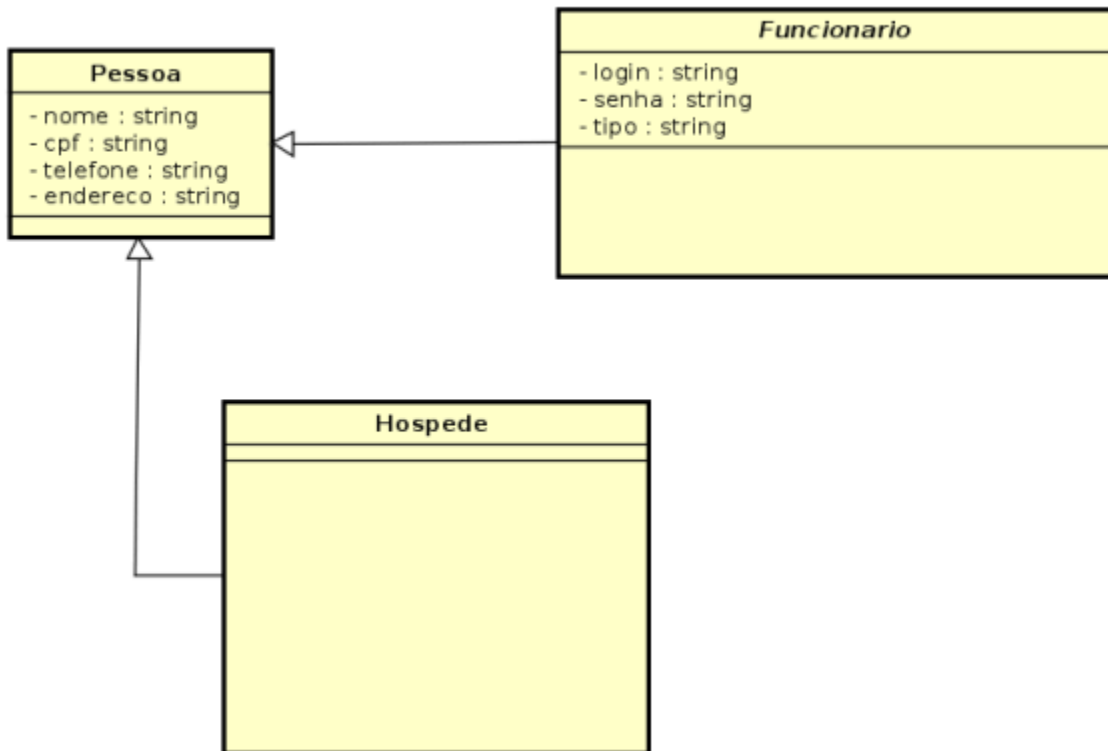 Pessoa
- nome : string
- cpf : string
- telefone : string
- endereco : string
Funcionario
- login : string
- senha : string
- tipo : string
Hospede